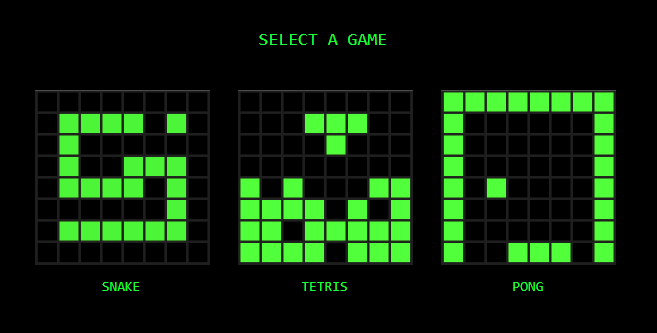 SELECT A GAME
SNAKE
TETRIS
PONG